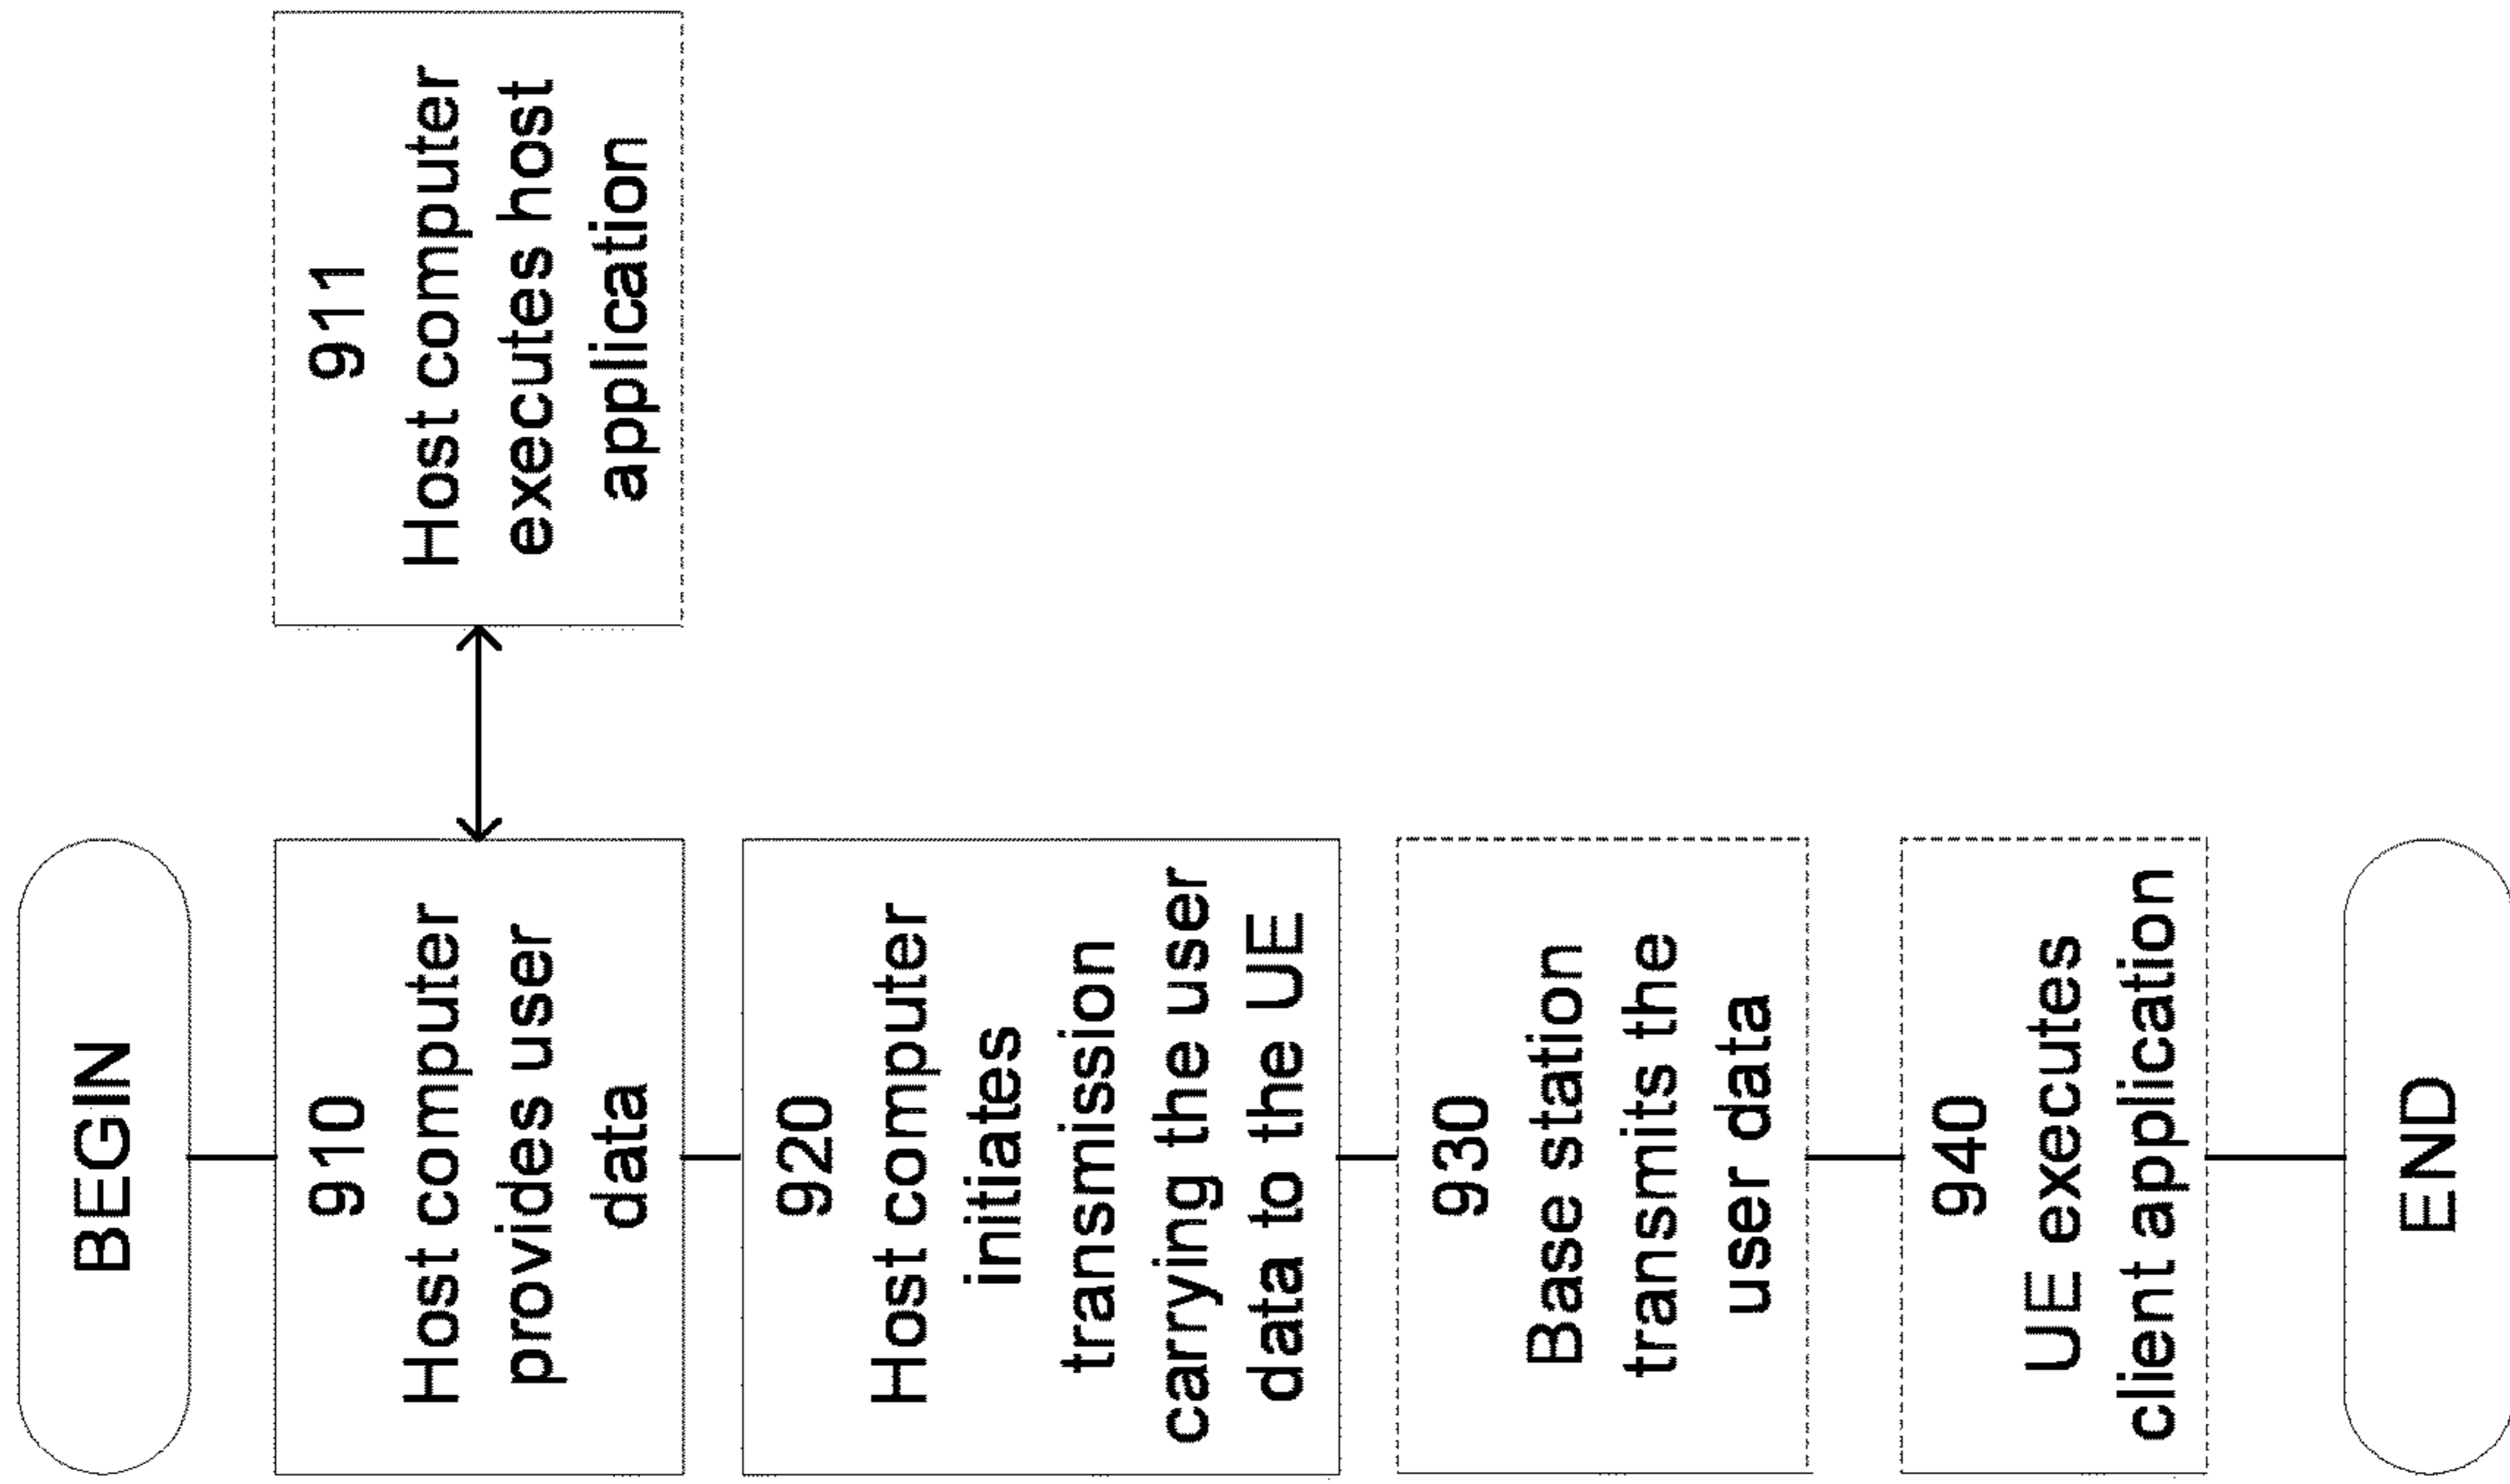 BEGIN
910
Host computer
provides user
data
911
Host computer
executes host
application
920
Host computer
initiates
transmission
carrying the user
data to the UE
930
Base station
transmits the
user data
940
UE executes
client application
END